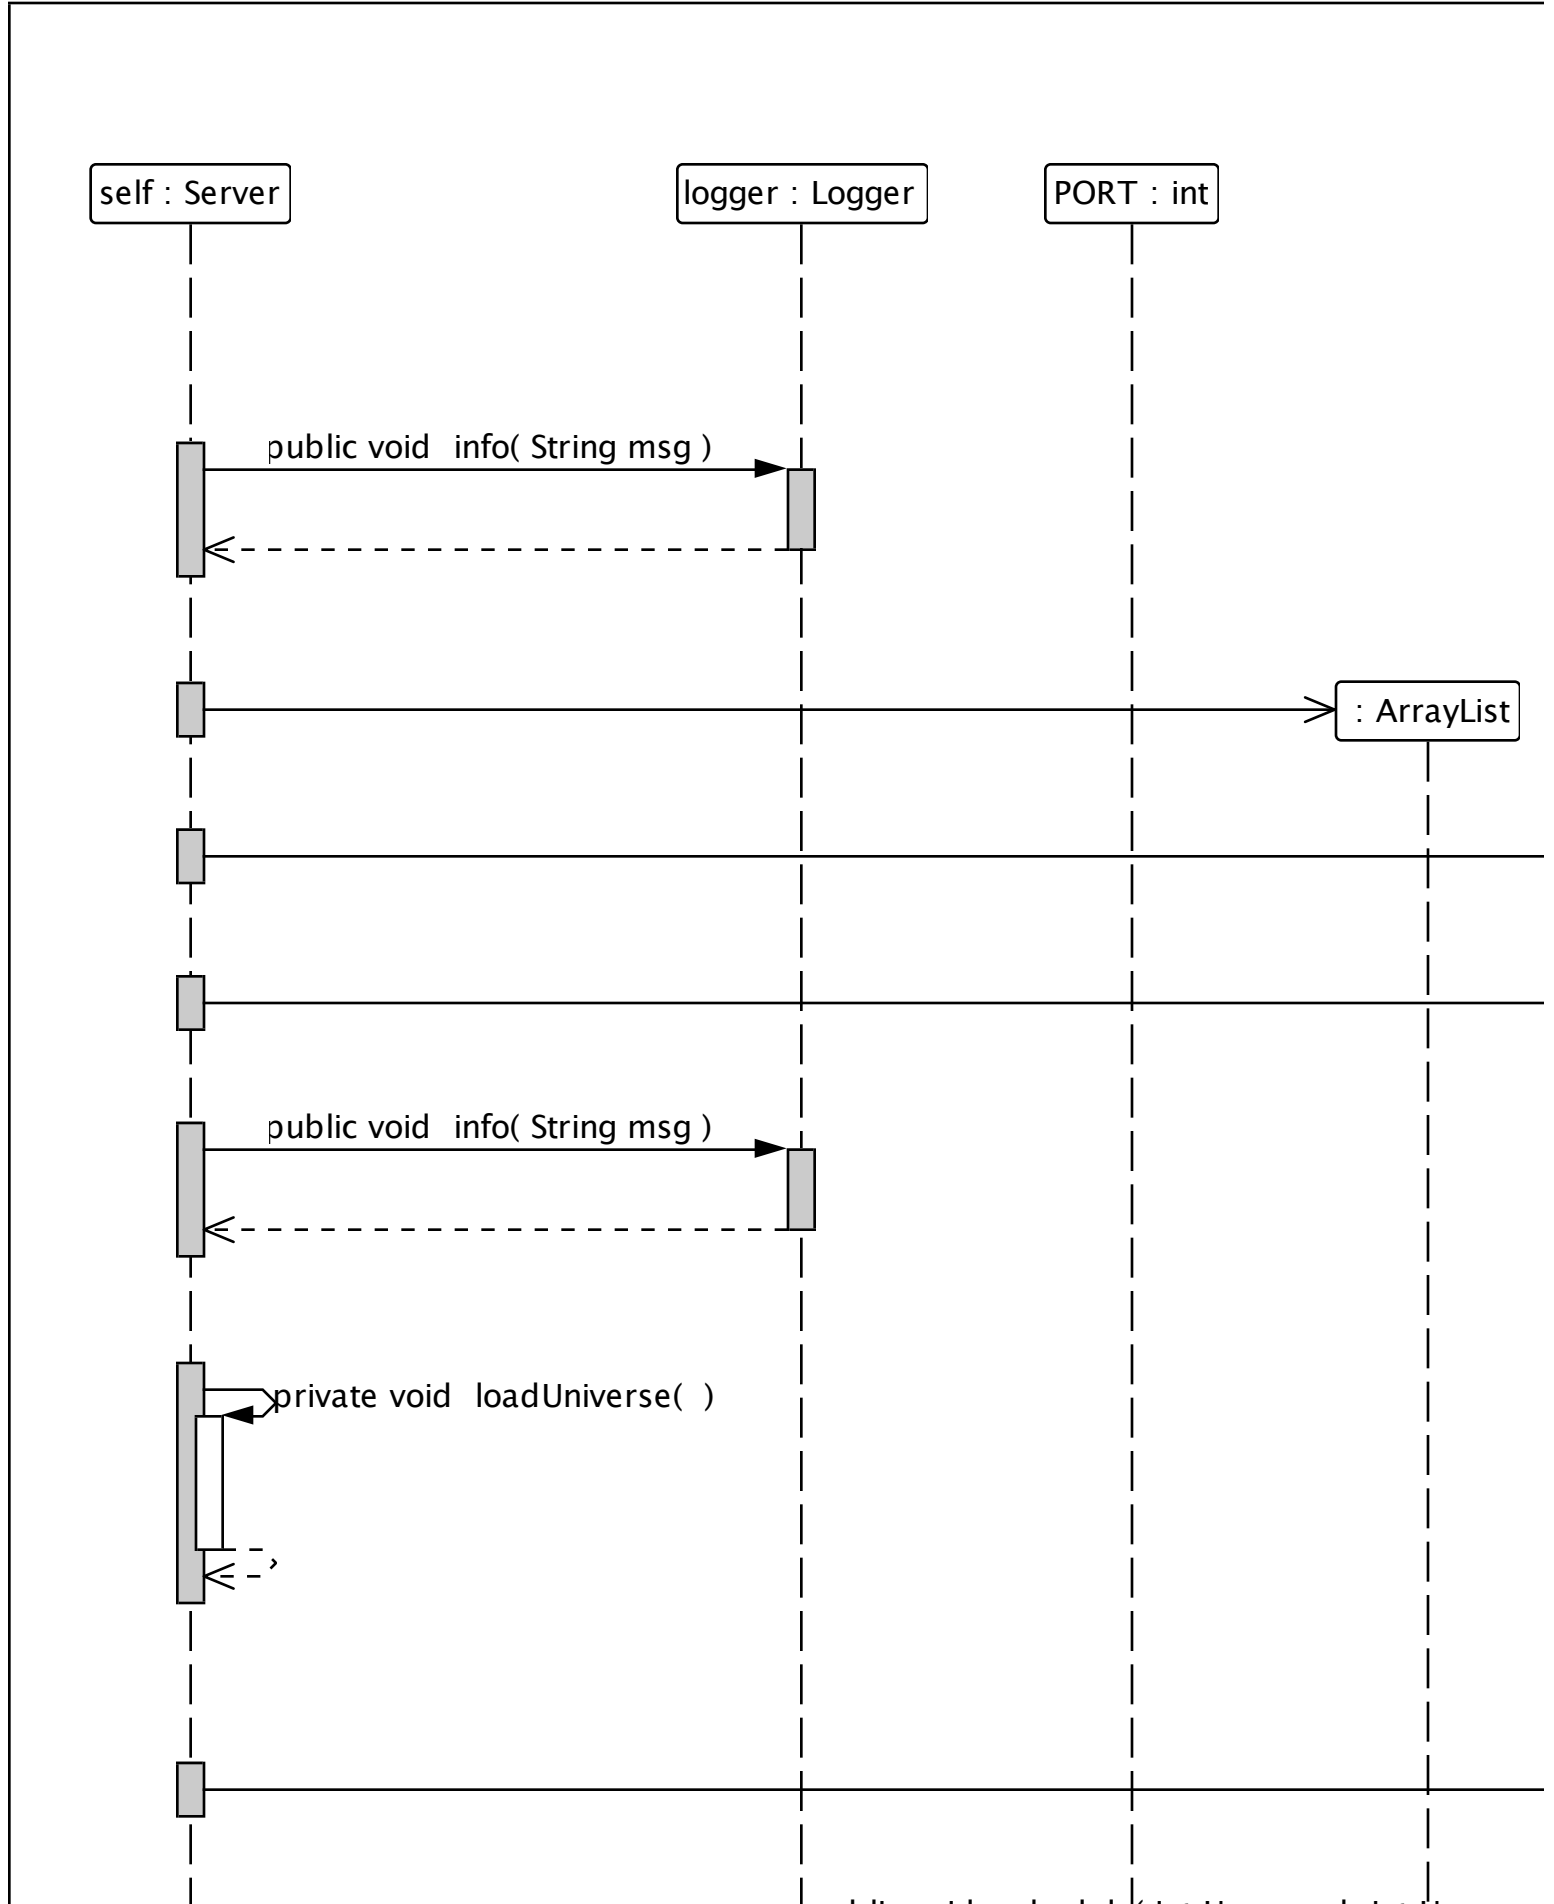 self : Server
logger : Logger
PORT : int
public void info( String msg )
: ArrayList
public void info( String msg )
private void loadUniverse( )